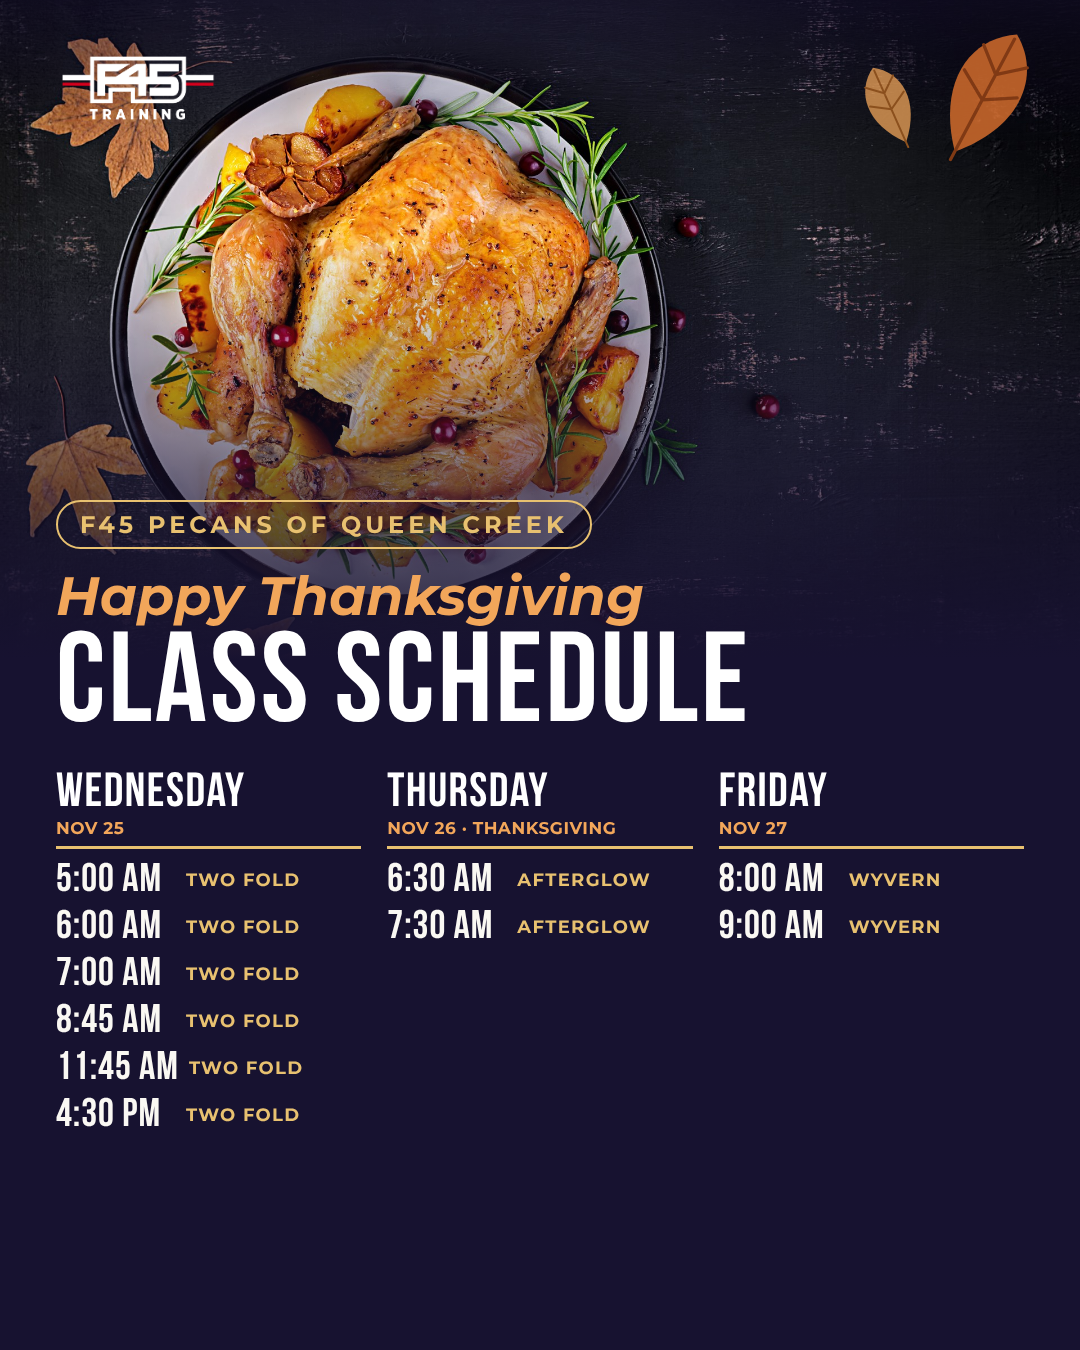 F45
TRAINING
F45 PECANS OF QUEEN CREEK
Happy Thanksgiving
CLASS SCHEDULE
WEDNESDAY
NOV 25
5:00 AM TWO FOLD
6:00 AM TWO FOLD
7:00 AM TWO FOLD
8:45 AM TWO FOLD
11:45 AM TWO FOLD
4:30 PM TWO FOLD
THURSDAY
NOV 26 · THANKSGIVING
6:30 AM AFTERGLOW
7:30 AM AFTERGLOW
FRIDAY
NOV 27
8:00 AM WYVERN
9:00 AM WYVERN